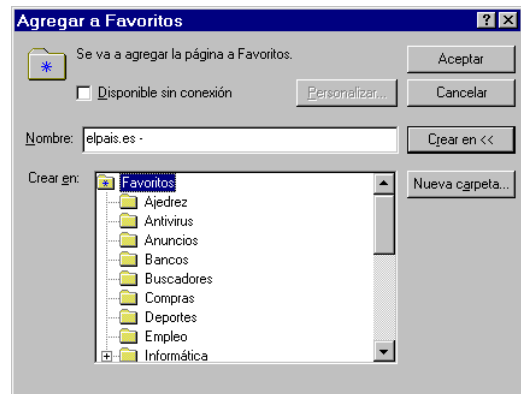 Agregar a Favoritos
Se va a agregar la página a Favoritos.
Aceptar
Disponible sin conexión
Personalizar...
Cancelar
Nombre: elpais.es -
Crear en <<
Crear en:
Favoritos
Nueva carpeta...
Ajedrez
Antivirus
Anuncios
Bancos
Buscadores
Compras
Deportes
Empleo
Informática